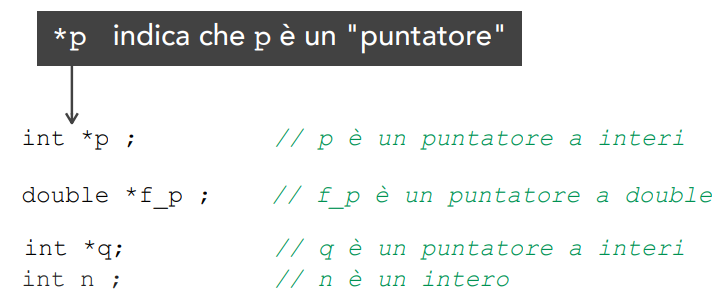 *p indica che p è un "puntatore"
int *p ; // p è un puntatore a interi
double *f_p ; // f_p è un puntatore a double
int *q; // q è un puntatore a interi
int n ; // n è un intero